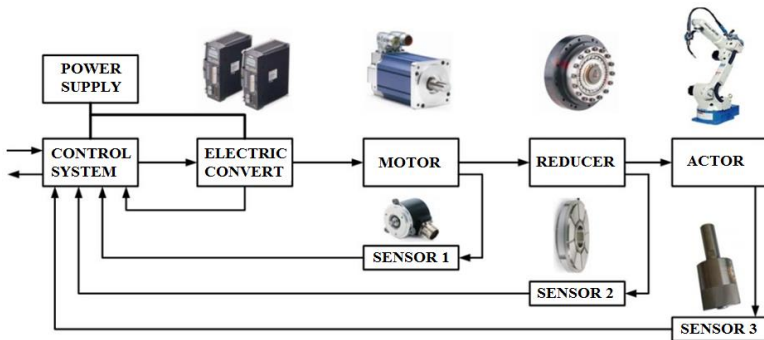 POWER
SUPPLY
CONTROL
SYSTEM
ELECTRIC
CONVERT
MOTOR
REDUCER
ACTOR
SENSOR 1
SENSOR 2
SENSOR 3